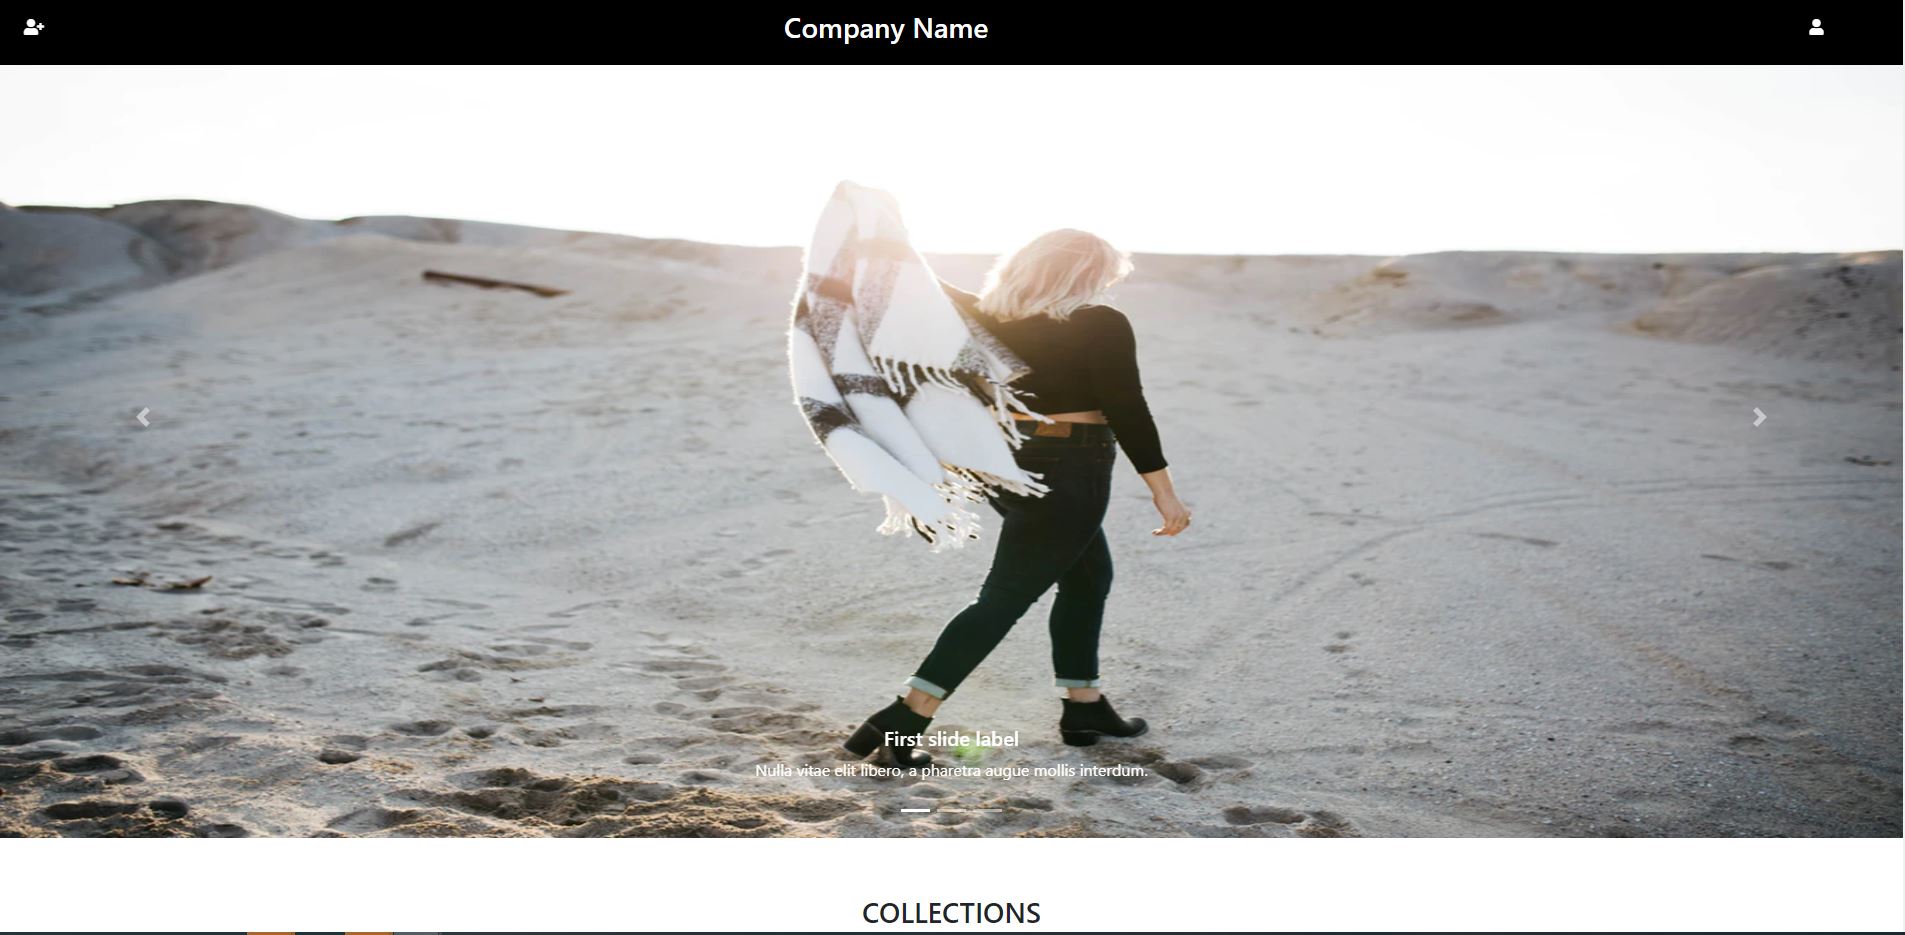 Company Name
First slide label
Nulla vitae elit libero, a pharetra augue mollis interdum.
COLLECTIONS